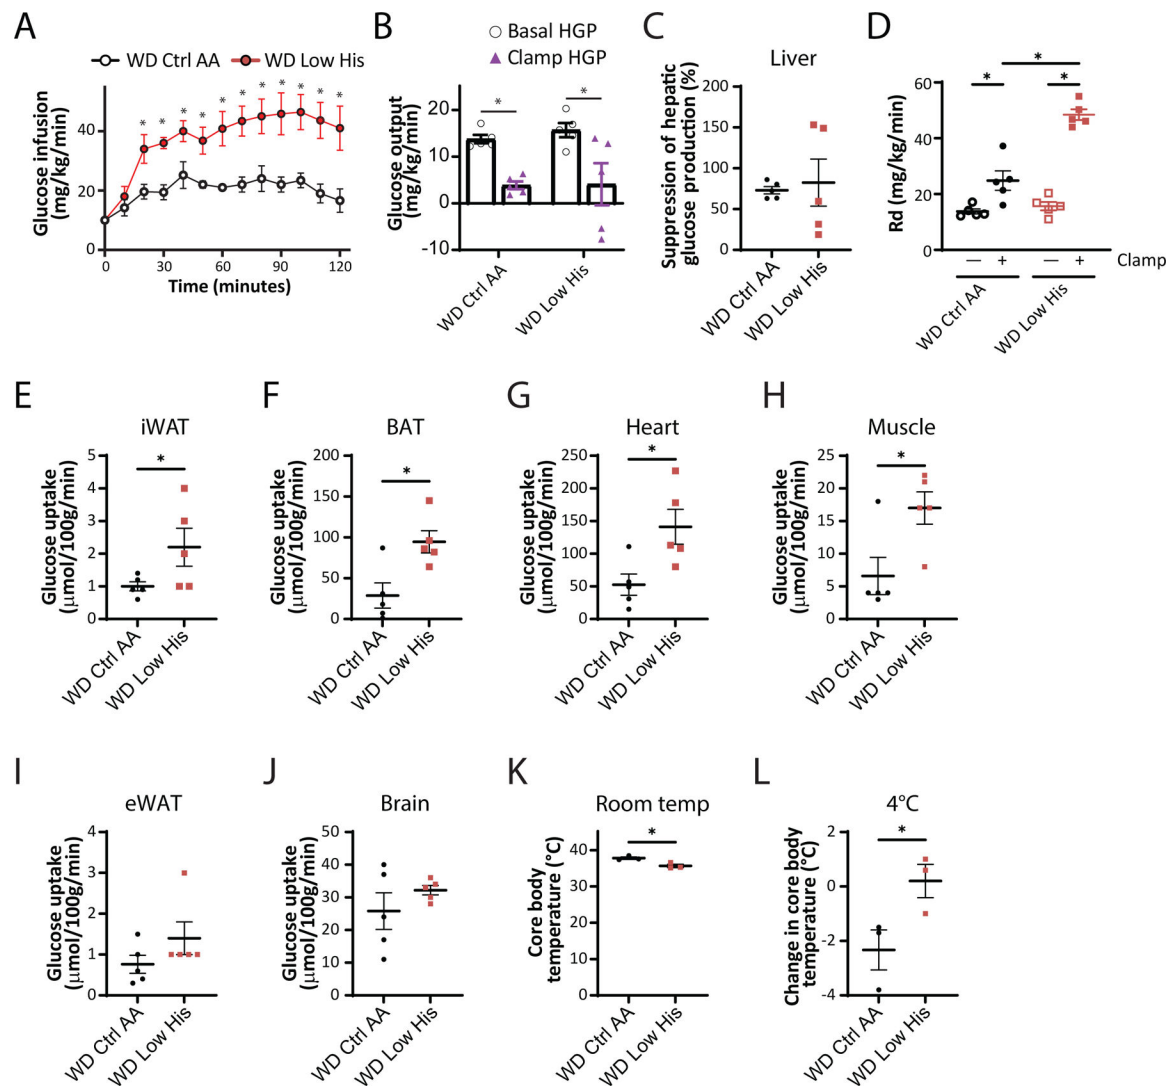 A
WD Ctrl AA
WD Low His
Glucose infusion
(mg/kg/min)
40
20
0
*
*
*
*
*
*
*
*
*
*
*
0
30
60
90
120
Time (minutes)
B
Basal HGP
Clamp HGP
Glucose output
(mg/kg/min)
20
10
0
-10
*
*
WD Ctrl AA
WD Low His
C
Liver
Suppression of hepatic
glucose production (%)
200
150
100
50
0
WD Ctrl AA
WD Low His
D
Rd (mg/kg/min)
60
40
20
0
*
*
*
—
+
—
+
Clamp
WD Ctrl AA
WD Low His
E
iWAT
Glucose uptake
(µmol/100g/min)
5
4
3
2
1
0
*
WD Ctrl AA
WD Low His
F
BAT
Glucose uptake
(µmol/100g/min)
200
150
100
50
0
*
WD Ctrl AA
WD Low His
G
Heart
Glucose uptake
(µmol/100g/min)
250
200
150
100
50
0
*
WD Ctrl AA
WD Low His
H
Muscle
Glucose uptake
(µmol/100g/min)
25
20
15
10
5
0
*
WD Ctrl AA
WD Low His
I
eWAT
Glucose uptake
(µmol/100g/min)
4
3
2
1
0
WD Ctrl AA
WD Low His
J
Brain
Glucose uptake
(µmol/100g/min)
50
40
30
20
10
0
WD Ctrl AA
WD Low His
K
Room temp
Core body
temperature (°C)
40
20
0
*
WD Ctrl AA
WD Low His
L
4°C
Change in core body
temperature (°C)
2
0
-2
-4
*
WD Ctrl AA
WD Low His